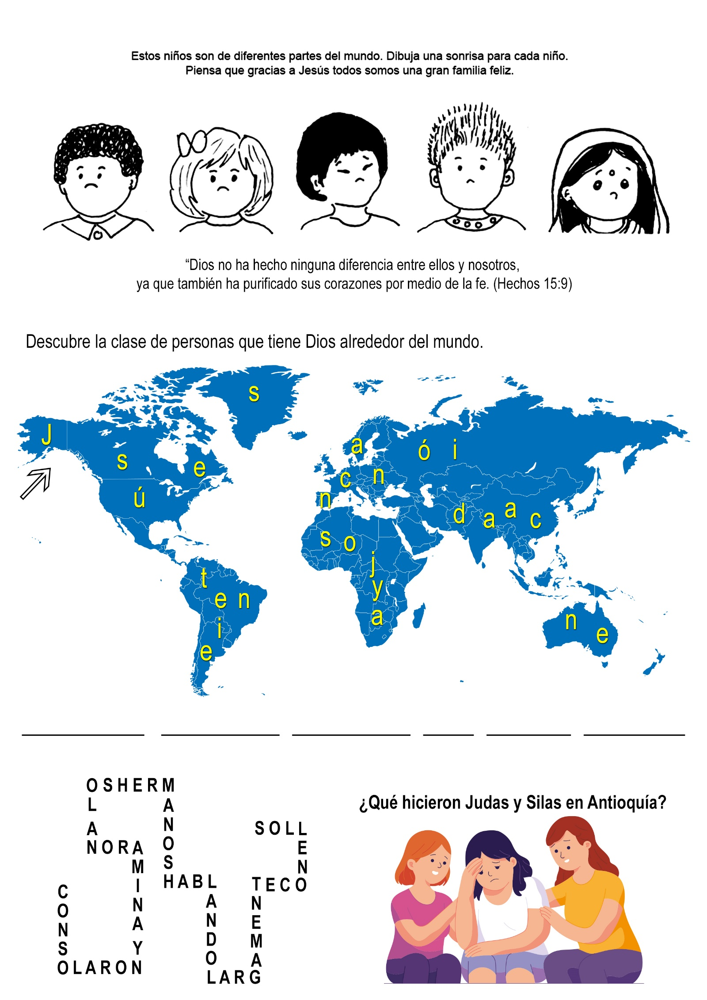 Estos niños son de diferentes partes del mundo. Dibuja una sonrisa para cada niño.
Piensa que gracias a Jesús todos somos una gran familia feliz.
“Dios no ha hecho ninguna diferencia entre ellos y nosotros,
ya que también ha purificado sus corazones por medio de la fe. (Hechos 15:9)
Descubre la clase de personas que tiene Dios alrededor del mundo.
s
J
s
e
ú
a
ó i
c n
n
d a a c
s o
j
y
a
t
e n
i
e
n
e
OSHERM
L
A
NORA
A
N
O
S
HABL
M
I
N
A
Y
N
C
O
N
S
OLARON
A
N
D
O
LARG
SOLL
E
N
TECO
N
E
M
A
¿Qué hicieron Judas y Silas en Antioquía?